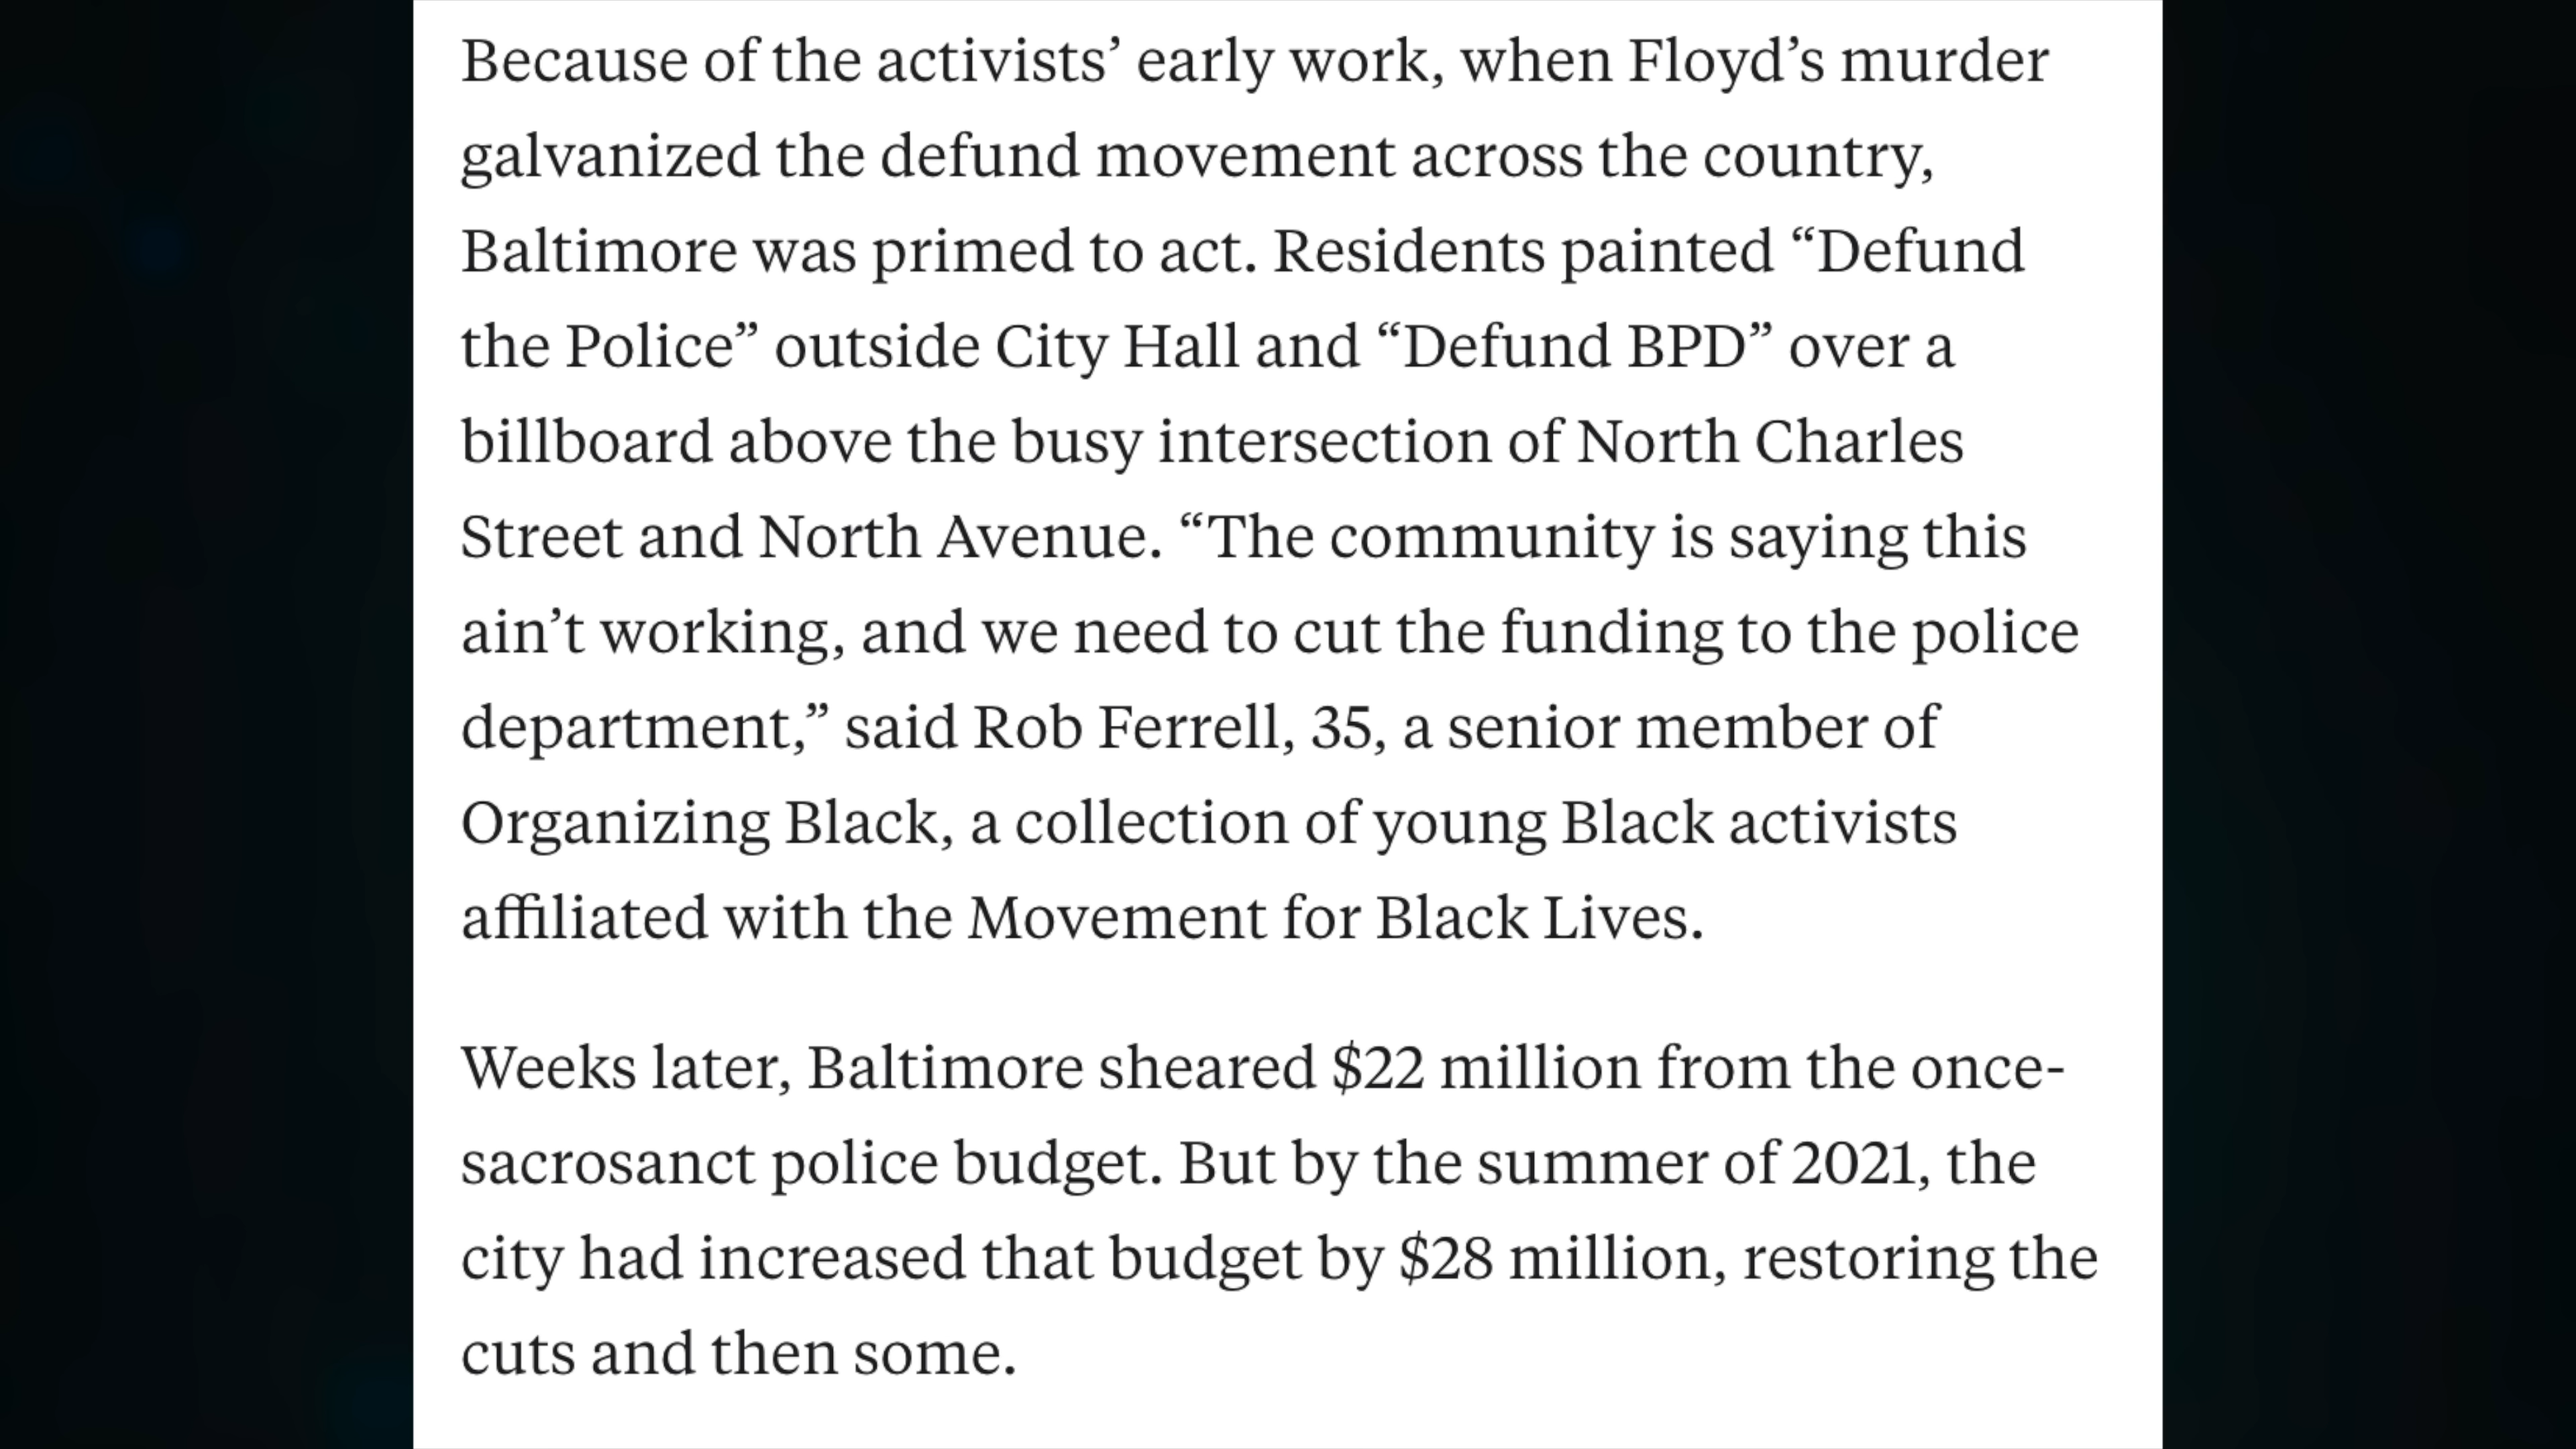 Because of the activists’ early work, when Floyd’s murder
galvanized the defund movement across the country,
Baltimore was primed to act. Residents painted “Defund
the Police” outside City Hall and “Defund BPD” over a
billboard above the busy intersection of North Charles
Street and North Avenue. “The community is saying this
ain’t working, and we need to cut the funding to the police
department,” said Rob Ferrell, 35, a senior member of
Organizing Black, a collection of young Black activists
affiliated with the Movement for Black Lives.
Weeks later, Baltimore sheared $22 million from the once-
sacrosanct police budget. But by the summer of 2021, the
city had increased that budget by $28 million, restoring the
cuts and then some.